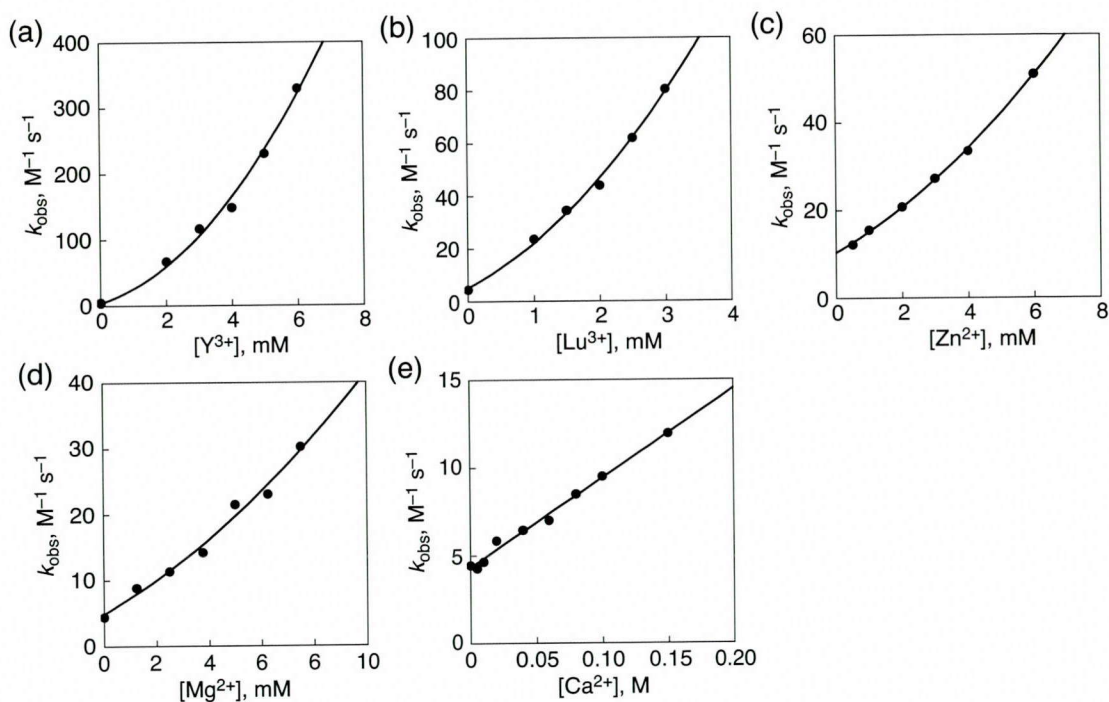 (a)
400
300
200
100
0
k_obs, M⁻¹ s⁻¹
0 2 4 6 8
[Y³⁺], mM
(b)
100
80
60
40
20
0
k_obs, M⁻¹ s⁻¹
0 1 2 3 4
[Lu³⁺], mM
(c)
60
40
20
0
k_obs, M⁻¹ s⁻¹
0 2 4 6 8
[Zn²⁺], mM
(d)
40
30
20
10
0
k_obs, M⁻¹ s⁻¹
0 2 4 6 8 10
[Mg²⁺], mM
(e)
15
10
5
0
k_obs, M⁻¹ s⁻¹
0 0.05 0.10 0.15 0.20
[Ca²⁺], M